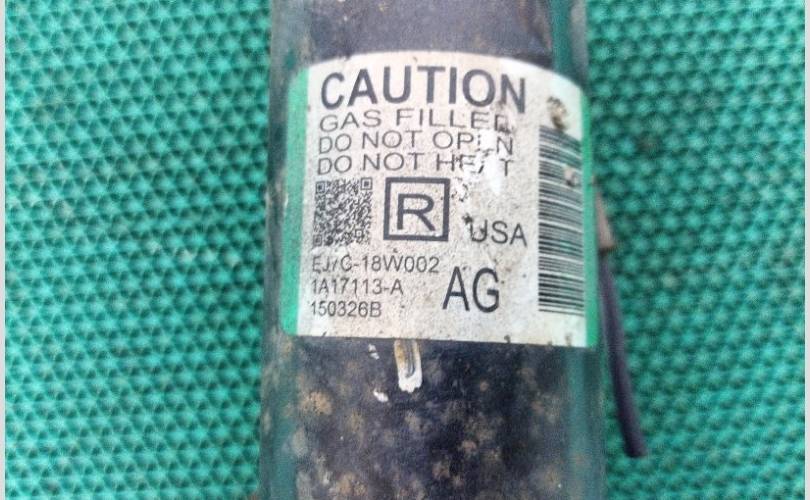 CAUTION
GAS FILLED
DO NOT OPEN
DO NOT HEAT
R
USA
EJ7C-18W002
1A17113-A
AG
150326B